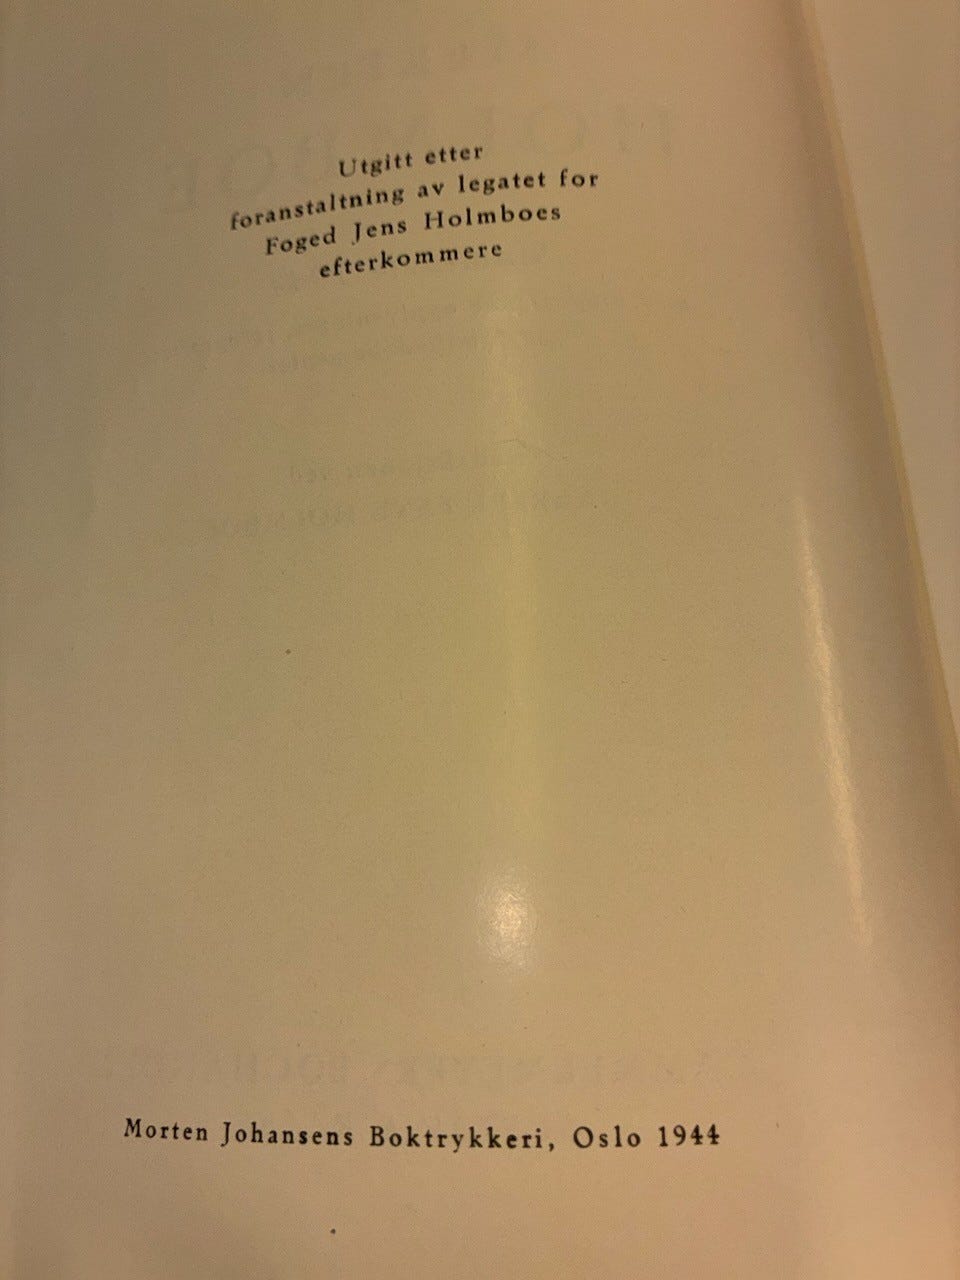 Utgitt etter
foranstaltning av legatet for
Foged Jens Holmboes
efterkommere
Morten Johansens Boktrykkeri, Oslo 1944